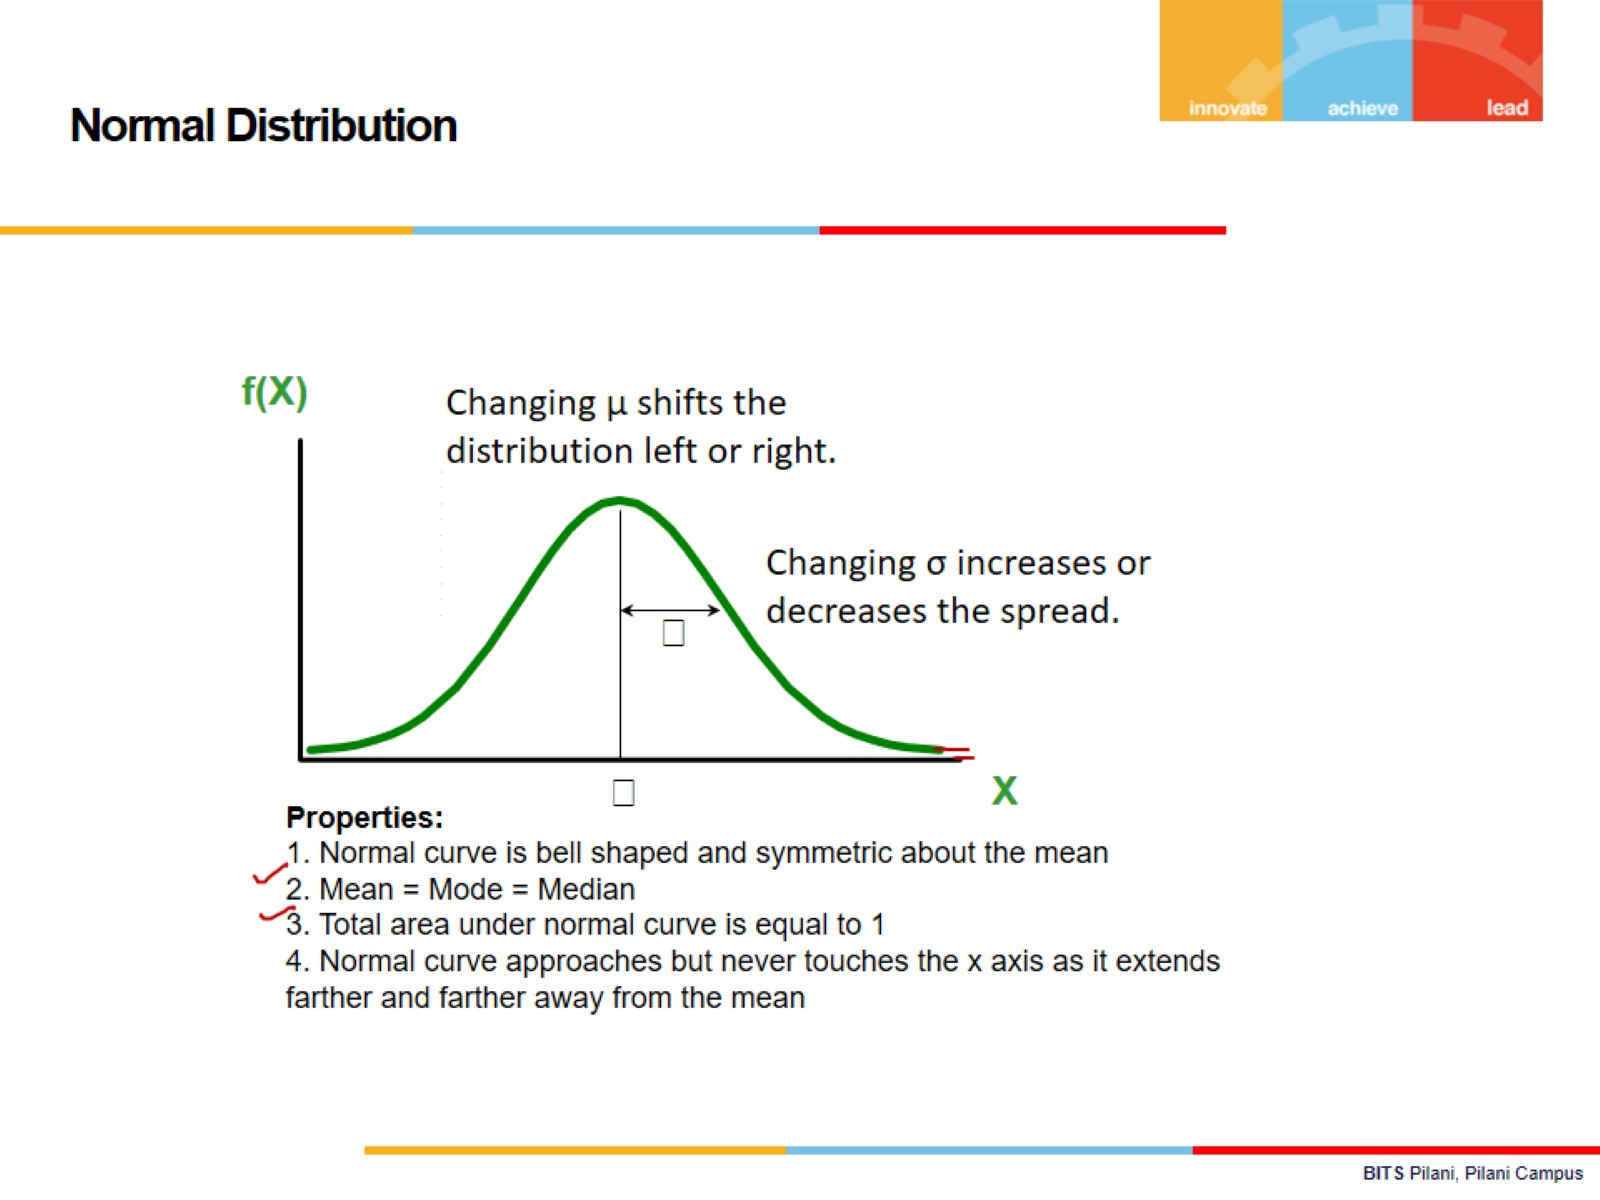 innovate achieve lead
Normal Distribution
f(X)
Changing μ shifts the
distribution left or right.
Changing σ increases or
decreases the spread.
X
Properties:
1. Normal curve is bell shaped and symmetric about the mean
2. Mean = Mode = Median
3. Total area under normal curve is equal to 1
4. Normal curve approaches but never touches the x axis as it extends
farther and farther away from the mean
BITS Pilani, Pilani Campus